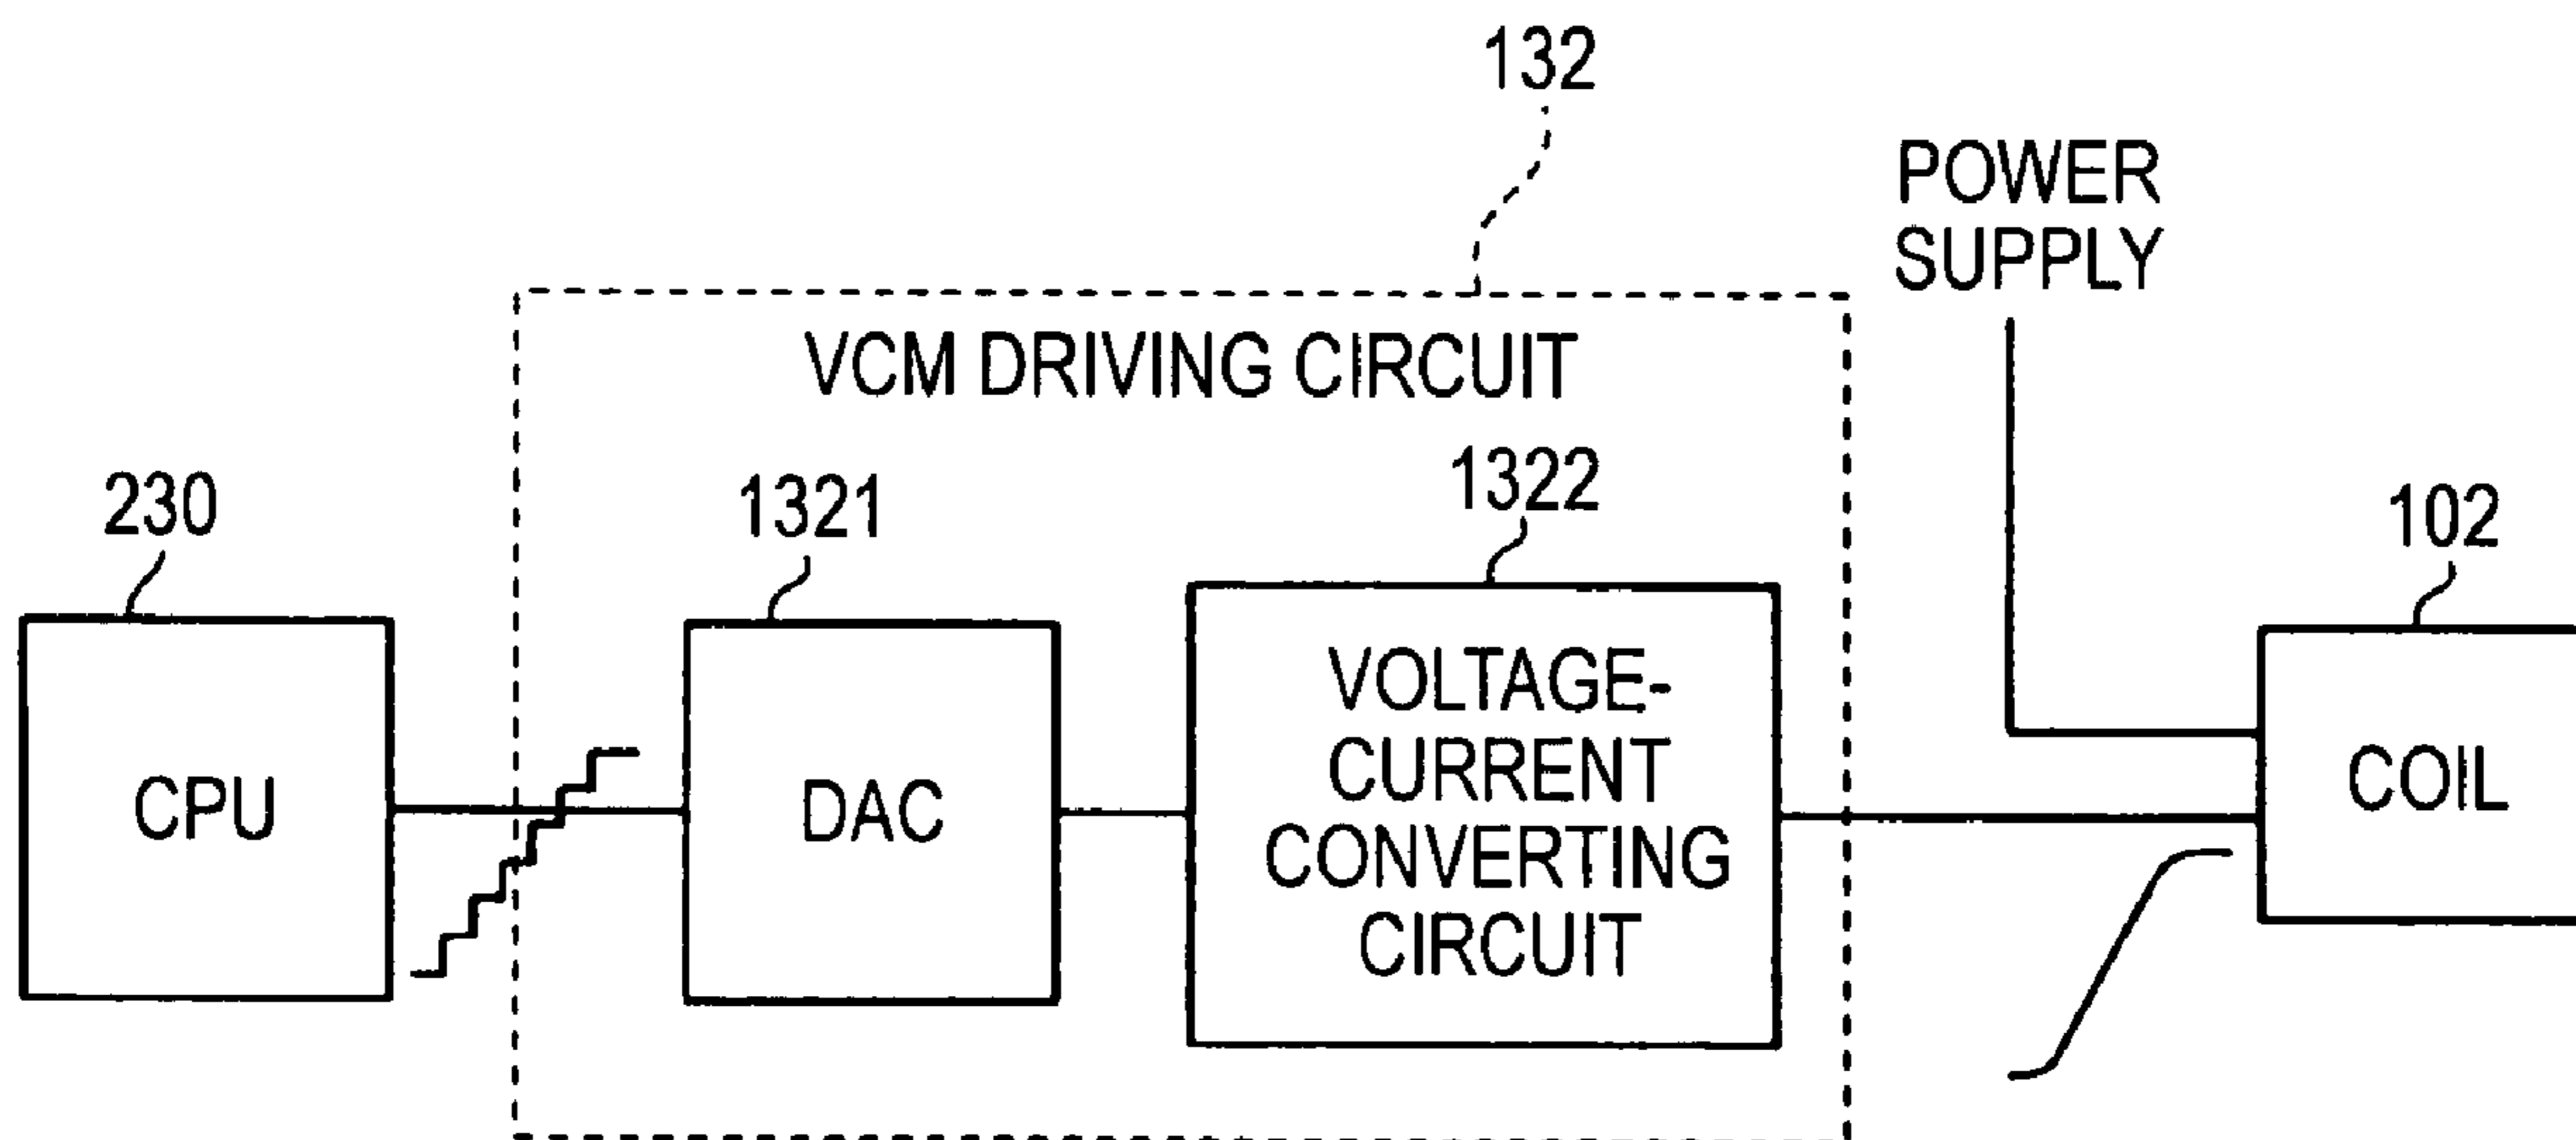 132
POWER
SUPPLY
VCM DRIVING CIRCUIT
230
1321
1322
102
CPU
DAC
VOLTAGE-
CURRENT
CONVERTING
CIRCUIT
COIL